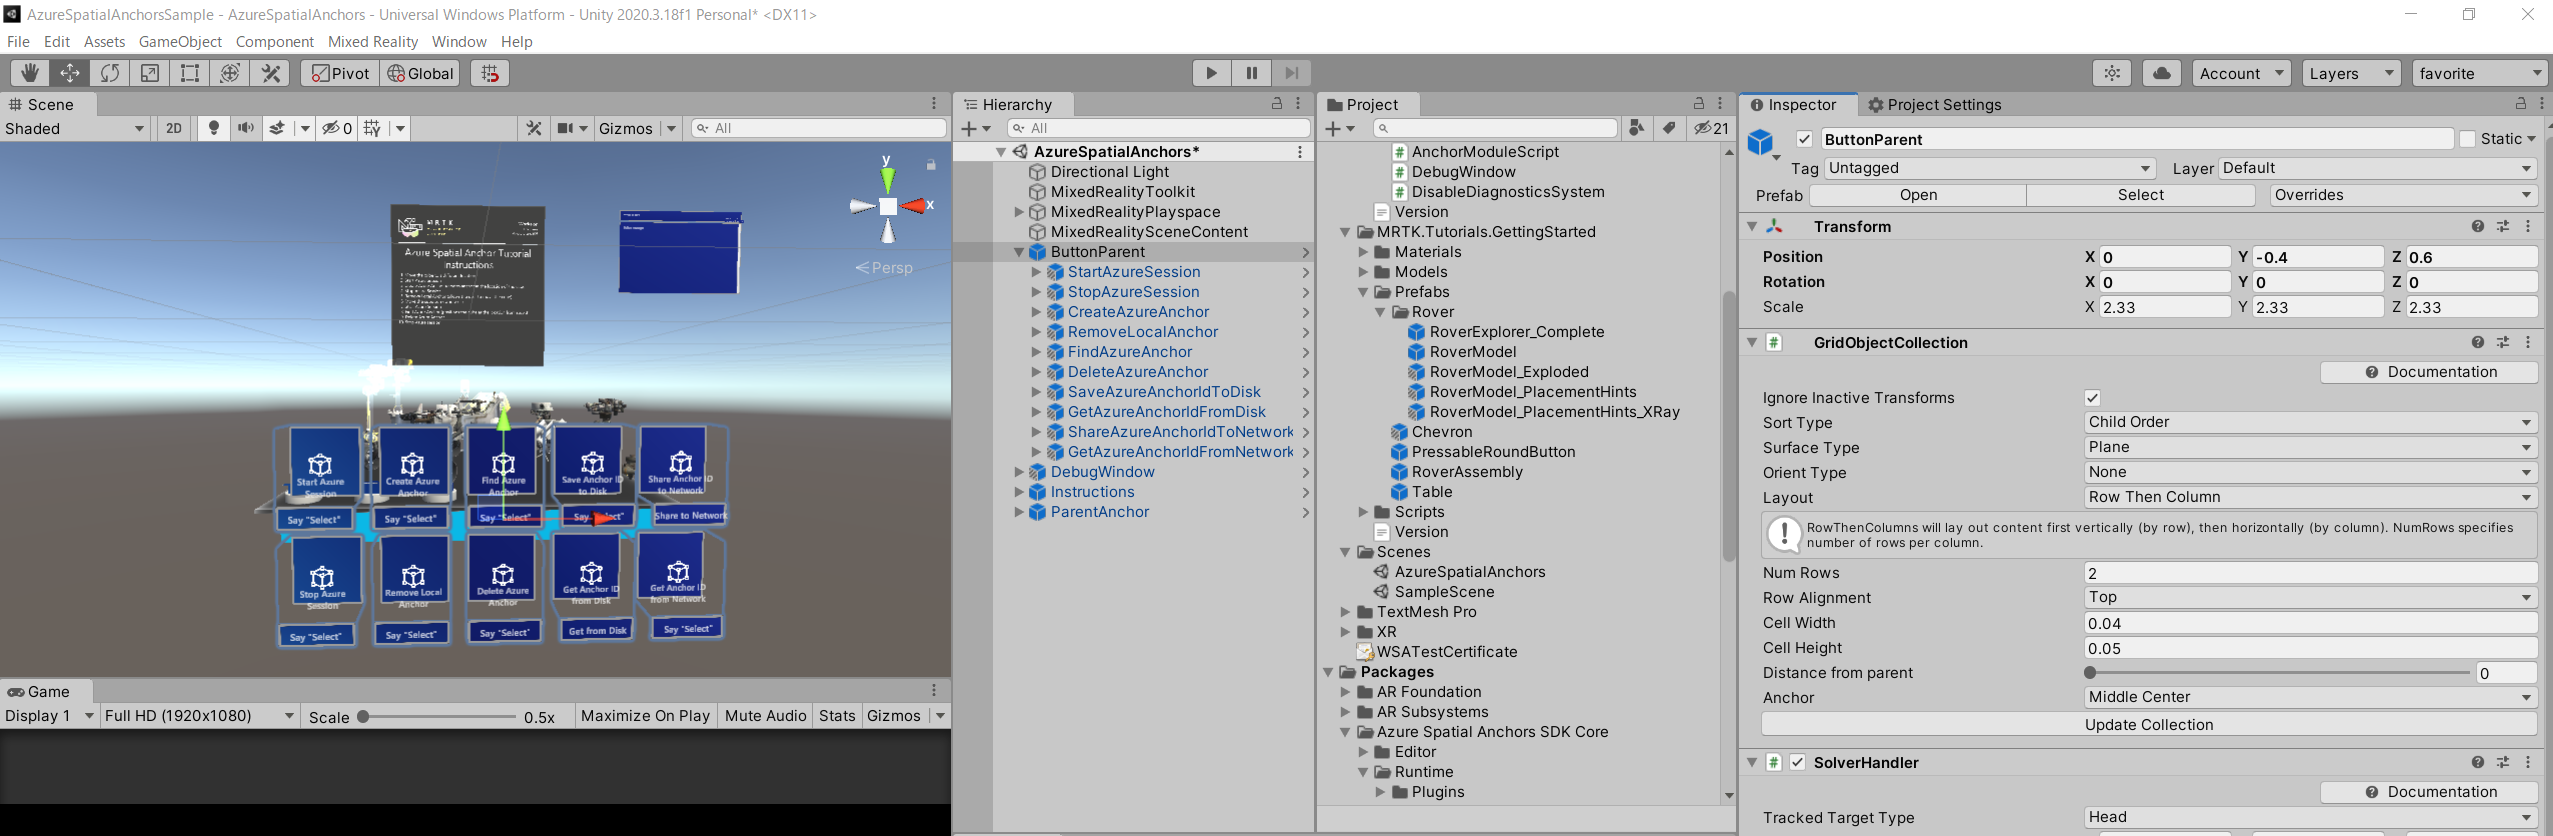 AzureSpatialAnchorsSample - AzureSpatialAnchors - Universal Windows Platform - Unity 2020.3.18f1 Personal* <DX11>
File Edit Assets GameObject Component Mixed Reality Window Help
Pivot Global Account Layers favorite
Scene
Shaded 2D 0 Gizmos All
y
x
Persp
MRTK
Azure Spatial Anchor Tutorial
Instructions
Start Azure
Session
Create Azure
Anchor
Find Azure
Anchor
Save Anchor ID
to Disk
Share Anchor ID
to Network
Say "Select"
Say "Select"
Say "Select"
Say "Select"
Share to Network
Stop Azure
Session
Remove Local
Anchor
Delete Azure
Anchor
Get Anchor ID
from Disk
Get Anchor ID
from Network
Say "Select"
Say "Select"
Say "Select"
Get from Disk
Say "Select"
Game
Display 1 Full HD (1920x1080) Scale 0.5x Maximize On Play Mute Audio Stats Gizmos
Hierarchy
All
AzureSpatialAnchors*
Directional Light
MixedRealityToolkit
MixedRealityPlayspace
MixedRealitySceneContent
ButtonParent
StartAzureSession
StopAzureSession
CreateAzureAnchor
RemoveLocalAnchor
FindAzureAnchor
DeleteAzureAnchor
SaveAzureAnchorIdToDisk
GetAzureAnchorIdFromDisk
ShareAzureAnchorIdToNetwork
GetAzureAnchorIdFromNetwork
DebugWindow
Instructions
ParentAnchor
Project
21
AnchorModuleScript
DebugWindow
DisableDiagnosticsSystem
Version
MRTK.Tutorials.GettingStarted
Materials
Models
Prefabs
Rover
RoverExplorer_Complete
RoverModel
RoverModel_Exploded
RoverModel_PlacementHints
RoverModel_PlacementHints_XRay
Chevron
PressableRoundButton
RoverAssembly
Table
Scripts
Version
Scenes
AzureSpatialAnchors
SampleScene
TextMesh Pro
XR
WSATestCertificate
Packages
AR Foundation
AR Subsystems
Azure Spatial Anchors SDK Core
Editor
Runtime
Plugins
Inspector Project Settings
ButtonParent Static
Tag Untagged Layer Default
Prefab Open Select Overrides
Transform
Position X 0 Y -0.4 Z 0.6
Rotation X 0 Y 0 Z 0
Scale X 2.33 Y 2.33 Z 2.33
GridObjectCollection
Documentation
Ignore Inactive Transforms
Sort Type Child Order
Surface Type Plane
Orient Type None
Layout Row Then Column
RowThenColumns will lay out content first vertically (by row), then horizontally (by column). NumRows specifies
number of rows per column.
Num Rows 2
Row Alignment Top
Cell Width 0.04
Cell Height 0.05
Distance from parent 0
Anchor Middle Center
Update Collection
SolverHandler
Documentation
Tracked Target Type Head